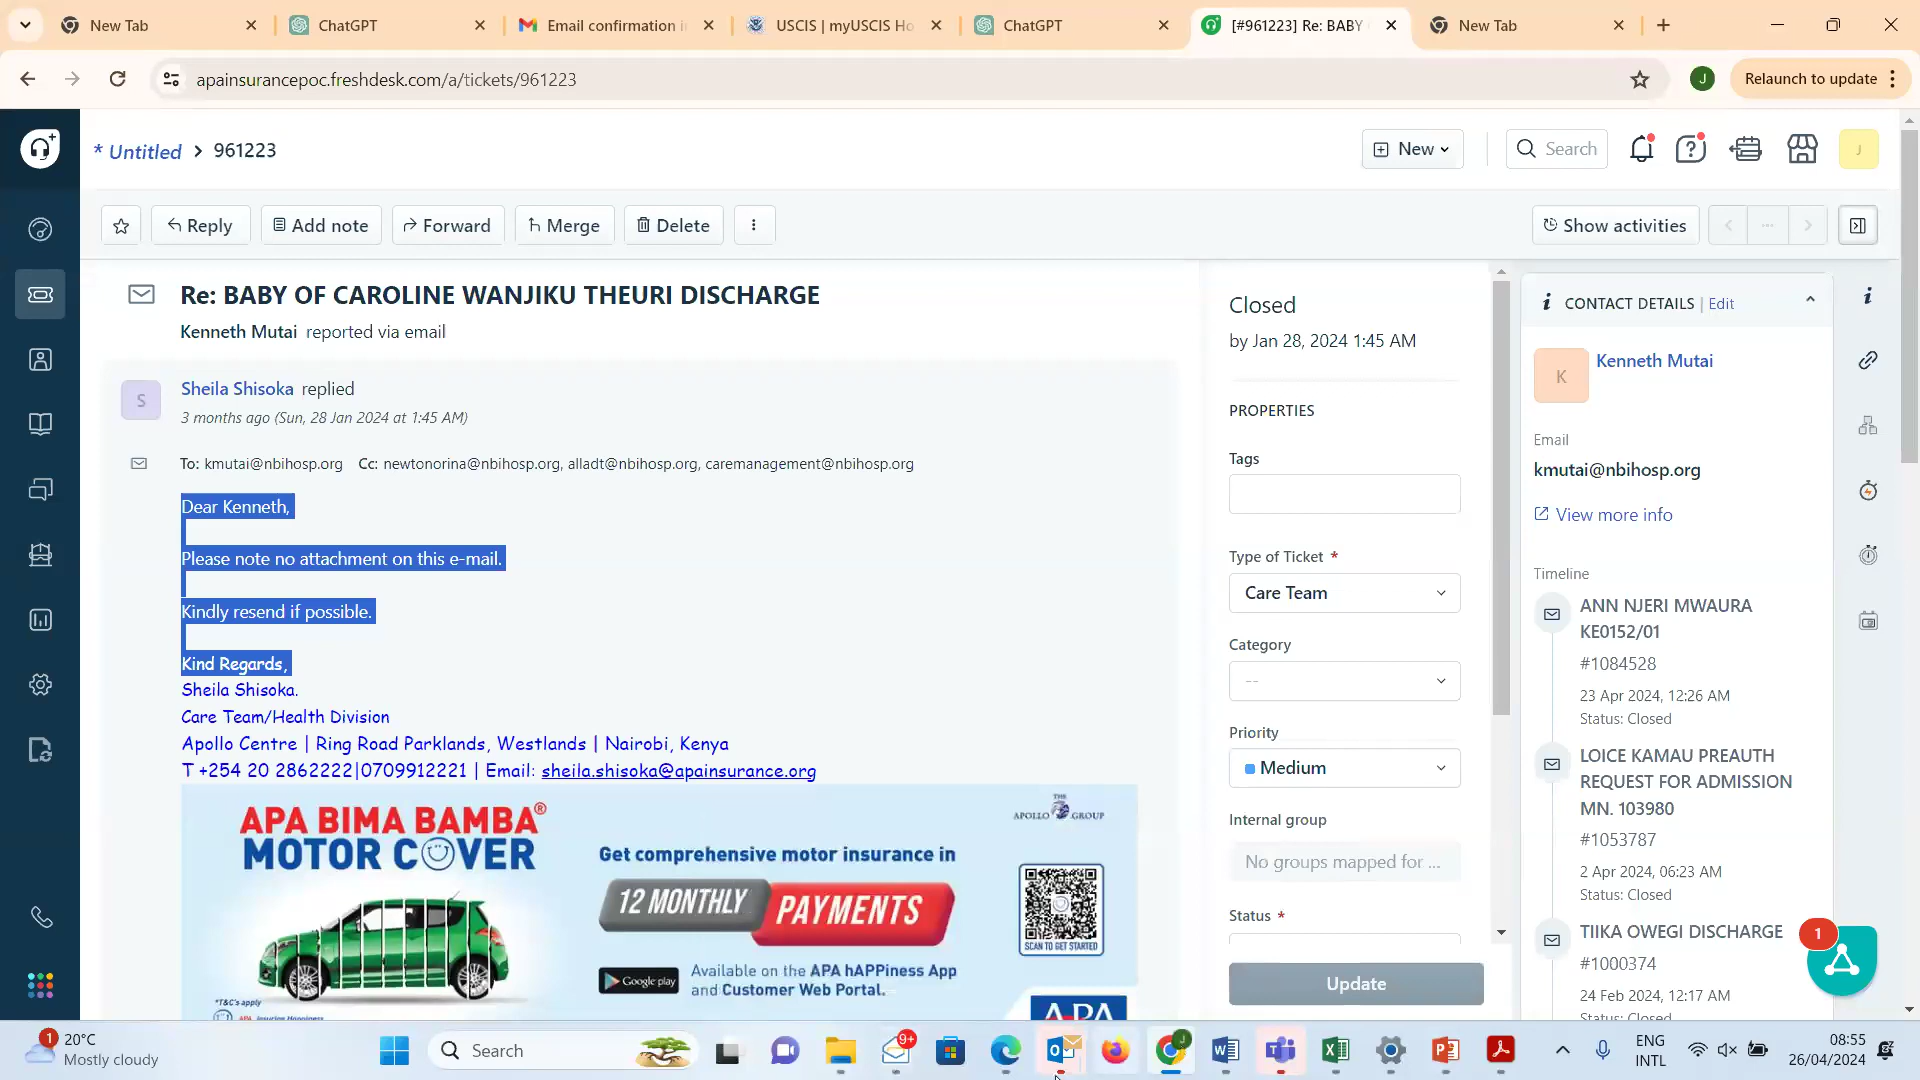 New Tab
ChatGPT
Email confirmation i
USCIS | myUSCIS Ho
ChatGPT
[#961223] Re: BABY
New Tab
apainsurancepoc.freshdesk.com/a/tickets/961223
J
Relaunch to update
* Untitled > 961223
New
Search
J
Reply
Add note
Forward
Merge
Delete
Show activities
Re: BABY OF CAROLINE WANJIKU THEURI DISCHARGE
Kenneth Mutai reported via email
S
Sheila Shisoka replied
3 months ago (Sun, 28 Jan 2024 at 1:45 AM)
To: kmutai@nbihosp.org Cc: newtonorina@nbihosp.org, alladt@nbihosp.org, caremanagement@nbihosp.org
Dear Kenneth,
Please note no attachment on this e-mail.
Kindly resend if possible.
Kind Regards,
Sheila Shisoka.
Care Team/Health Division
Apollo Centre | Ring Road Parklands, Westlands | Nairobi, Kenya
T +254 20 2862222|0709912221 | Email: sheila.shisoka@apainsurance.org
APA BIMA BAMBA®
MOTOR COVER
THE
APOLLO GROUP
Get comprehensive motor insurance in
12 MONTHLY PAYMENTS
SCAN TO GET STARTED
Google play
Available on the APA hAPPiness App
and Customer Web Portal.
*T&C's apply
APA
Closed
by Jan 28, 2024 1:45 AM
PROPERTIES
Tags
Type of Ticket *
Care Team
Category
--
Priority
Medium
Internal group
No groups mapped for ...
Status *
Update
CONTACT DETAILS | Edit
K
Kenneth Mutai
Email
kmutai@nbihosp.org
View more info
Timeline
ANN NJERI MWAURA
KE0152/01
#1084528
23 Apr 2024, 12:26 AM
Status: Closed
LOICE KAMAU PREAUTH
REQUEST FOR ADMISSION
MN. 103980
#1053787
2 Apr 2024, 06:23 AM
Status: Closed
TIIKA OWEGI DISCHARGE
#1000374
24 Feb 2024, 12:17 AM
Status: Closed
1
1
20°C
Mostly cloudy
Search
9+
J
ENG
INTL
08:55
26/04/2024